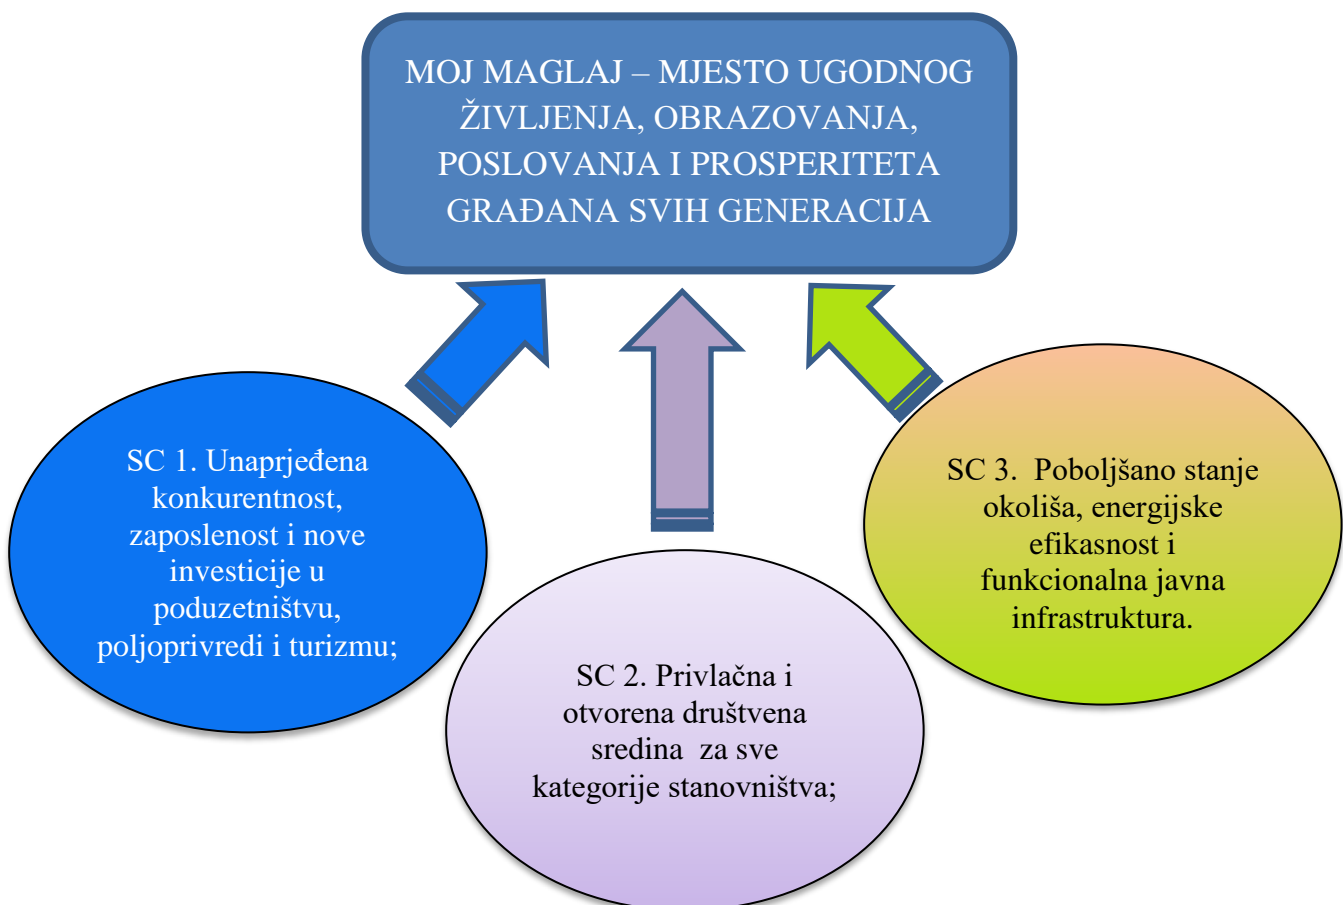 MOJ MAGLAJ – MJESTO UGODNOG
ŽIVLJENJA, OBRAZOVANJA,
POSLOVANJA I PROSPERITETA
GRAĐANA SVIH GENERACIJA
SC 1. Unaprjeđena
konkurentnost,
zaposlenost i nove
investicije u
poduzetništvu,
poljoprivredi i turizmu;
SC 2. Privlačna i
otvorena društvena
sredina  za sve
kategorije stanovništva;
SC 3.  Poboljšano stanje
okoliša, energijske
efikasnost i
funkcionalna javna
infrastruktura.